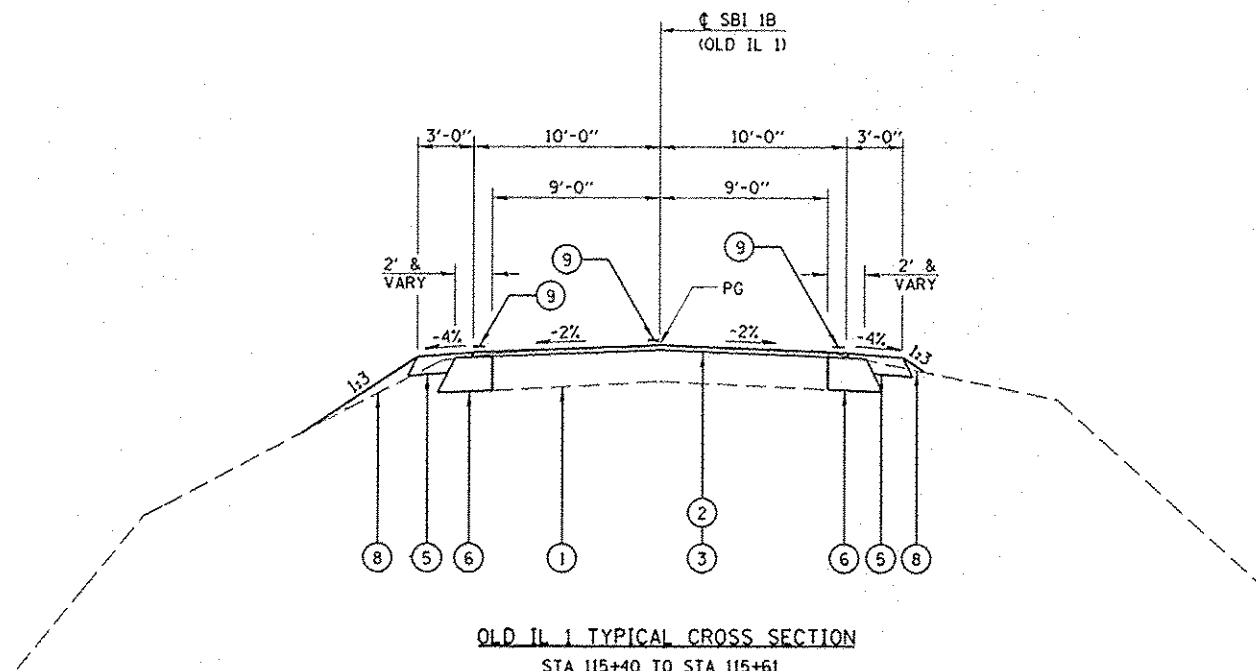 ℄ SBI 1B
(OLD IL 1)
3'-0" 10'-0" 10'-0" 3'-0"
9'-0" 9'-0"
2' &
VARY
9
9
9
2' &
VARY
PG
-4% -2% -2% -4%
1:3 1:3
2
8 5 6 1 3 6 5 8
OLD IL 1 TYPICAL CROSS SECTION
STA 115+40 TO STA 115+61